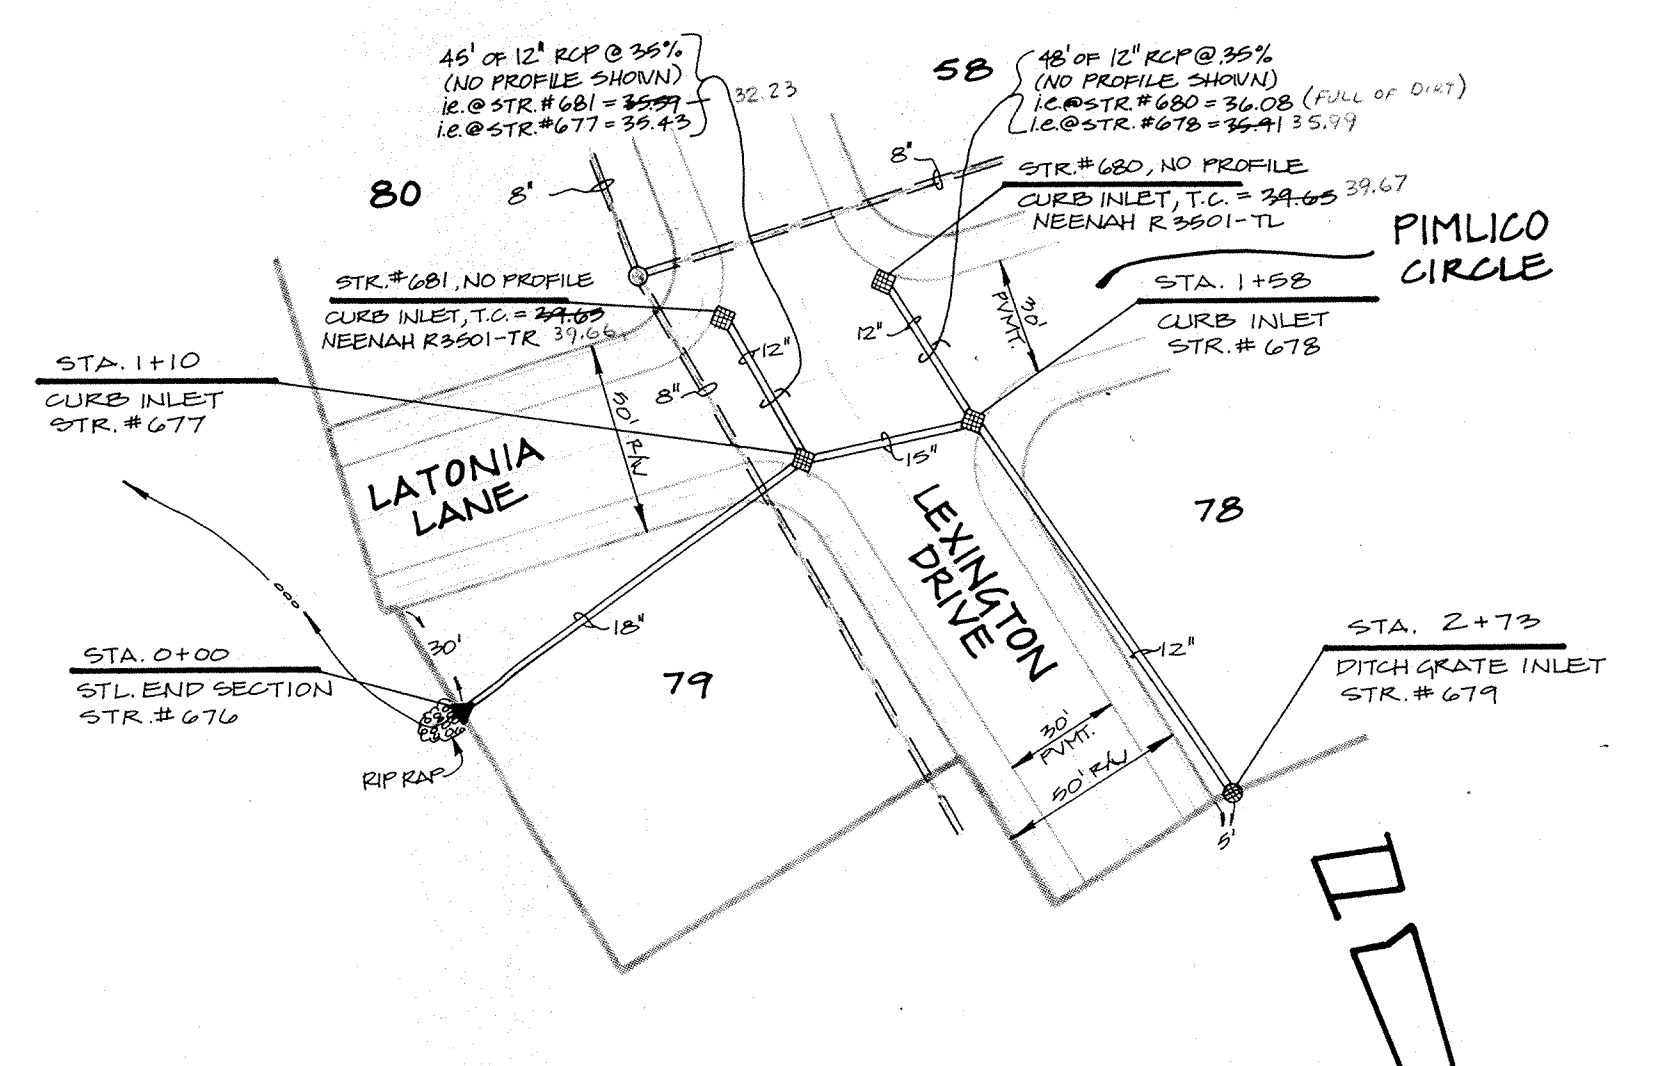 45' OF 12" RCP @ .35%
(NO PROFILE SHOWN)
i.e. @ STR. #681 = 35.59 32.23
i.e. @ STR. #677 = 35.43
58
48' OF 12" RCP @ .35%
(NO PROFILE SHOWN)
i.e. @ STR. #680 = 36.08 (FULL OF DIRT)
i.e. @ STR. #678 = 35.91 35.99
8"
STR. #680, NO PROFILE
CURB INLET, T.C. = 39.65 39.67
NEENAH R3501-TL
80
8"
PIMLICO
CIRCLE
STR. #681, NO PROFILE
CURB INLET, T.C. = 39.65
NEENAH R3501-TR 39.66
STA. 1+58
CURB INLET
STR. # 678
30'
PVMT.
12"
12"
STA. 1+10
CURB INLET
STR. # 677
8"
50' R/W
15"
LATONIA
LANE
LEXINGTON
DRIVE
78
18"
30'
STA. 0+00
STL. END SECTION
STR. # 676
79
12"
STA. 2+73
DITCH GRATE INLET
STR. # 679
RIP RAP
30'
PVMT.
50' R/W
5'